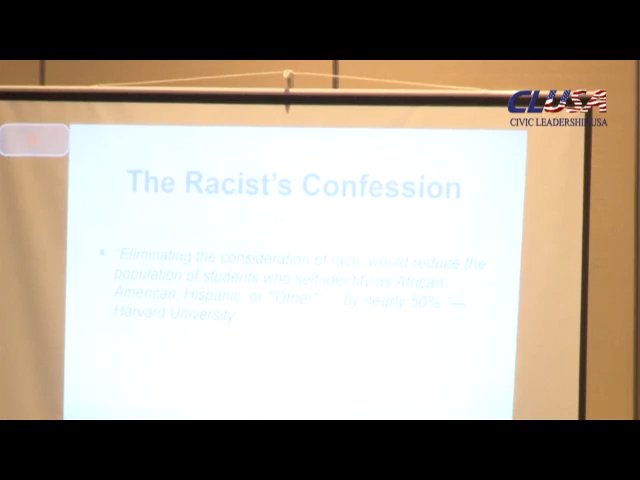 CLUSA
CIVIC LEADERSHIP USA
The Racist's Confession
• "Eliminating the consideration of race, would reduce the
population of students who self-identify as African-
American, Hispanic, or "Other" ... by nearly 50%." —
Harvard University